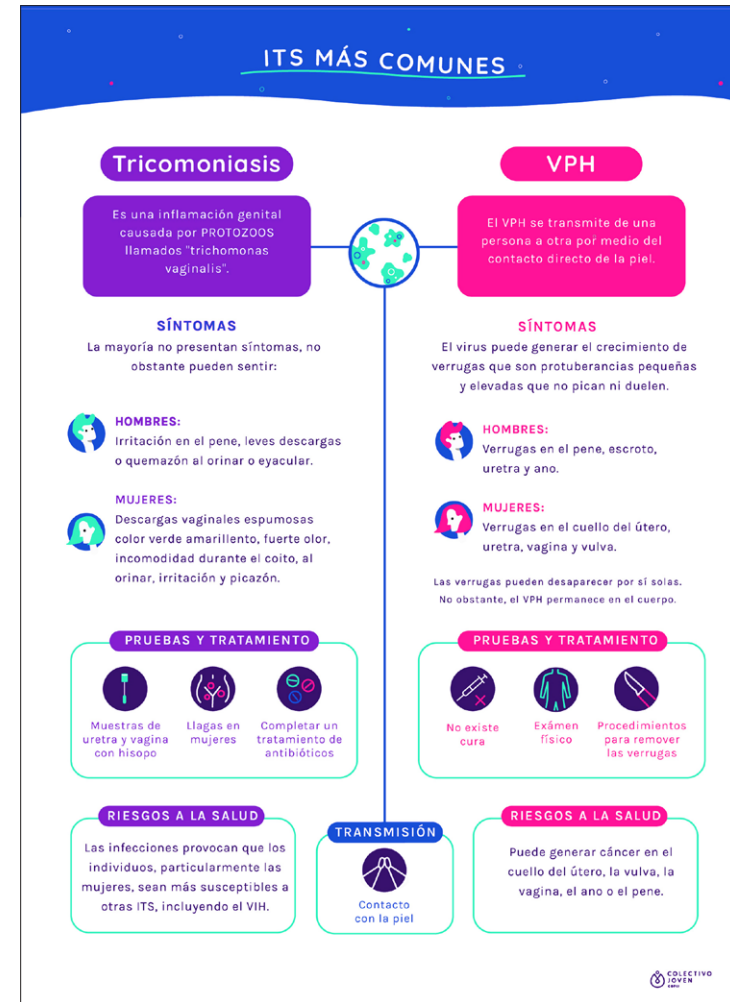 ITS MÁS COMUNES
Tricomoniasis
Es una inflamación genital
causada por PROTOZOOS
llamados "trichomonas
vaginalis".
SÍNTOMAS
La mayoría no presentan síntomas, no
obstante pueden sentir:
HOMBRES:
Irritación en el pene, leves descargas
o quemazón al orinar o eyacular.
MUJERES:
Descargas vaginales espumosas
color verde amarillento, fuerte olor,
incomodidad durante el coito, al
orinar, irritación y picazón.
PRUEBAS Y TRATAMIENTO
Muestras de
uretra y vagina
con hisopo
Llagas en
mujeres
Completar un
tratamiento de
antibióticos
RIESGOS A LA SALUD
Las infecciones provocan que los
individuos, particularmente las
mujeres, sean más susceptibles a
otras ITS, incluyendo el VIH.
TRANSMISIÓN
Contacto
con la piel
VPH
El VPH se transmite de una
persona a otra por medio del
contacto directo de la piel.
SÍNTOMAS
El virus puede generar el crecimiento de
verrugas que son protuberancias pequeñas
y elevadas que no pican ni duelen.
HOMBRES:
Verrugas en el pene, escroto,
uretra y ano.
MUJERES:
Verrugas en el cuello del útero,
uretra, vagina y vulva.
Las verrugas pueden desaparecer por sí solas.
No obstante, el VPH permanece en el cuerpo.
PRUEBAS Y TRATAMIENTO
No existe
cura
Exámen
físico
Procedimientos
para remover
las verrugas
RIESGOS A LA SALUD
Puede generar cáncer en el
cuello del útero, la vulva, la
vagina, el ano o el pene.
COLECTIVO
JOVEN